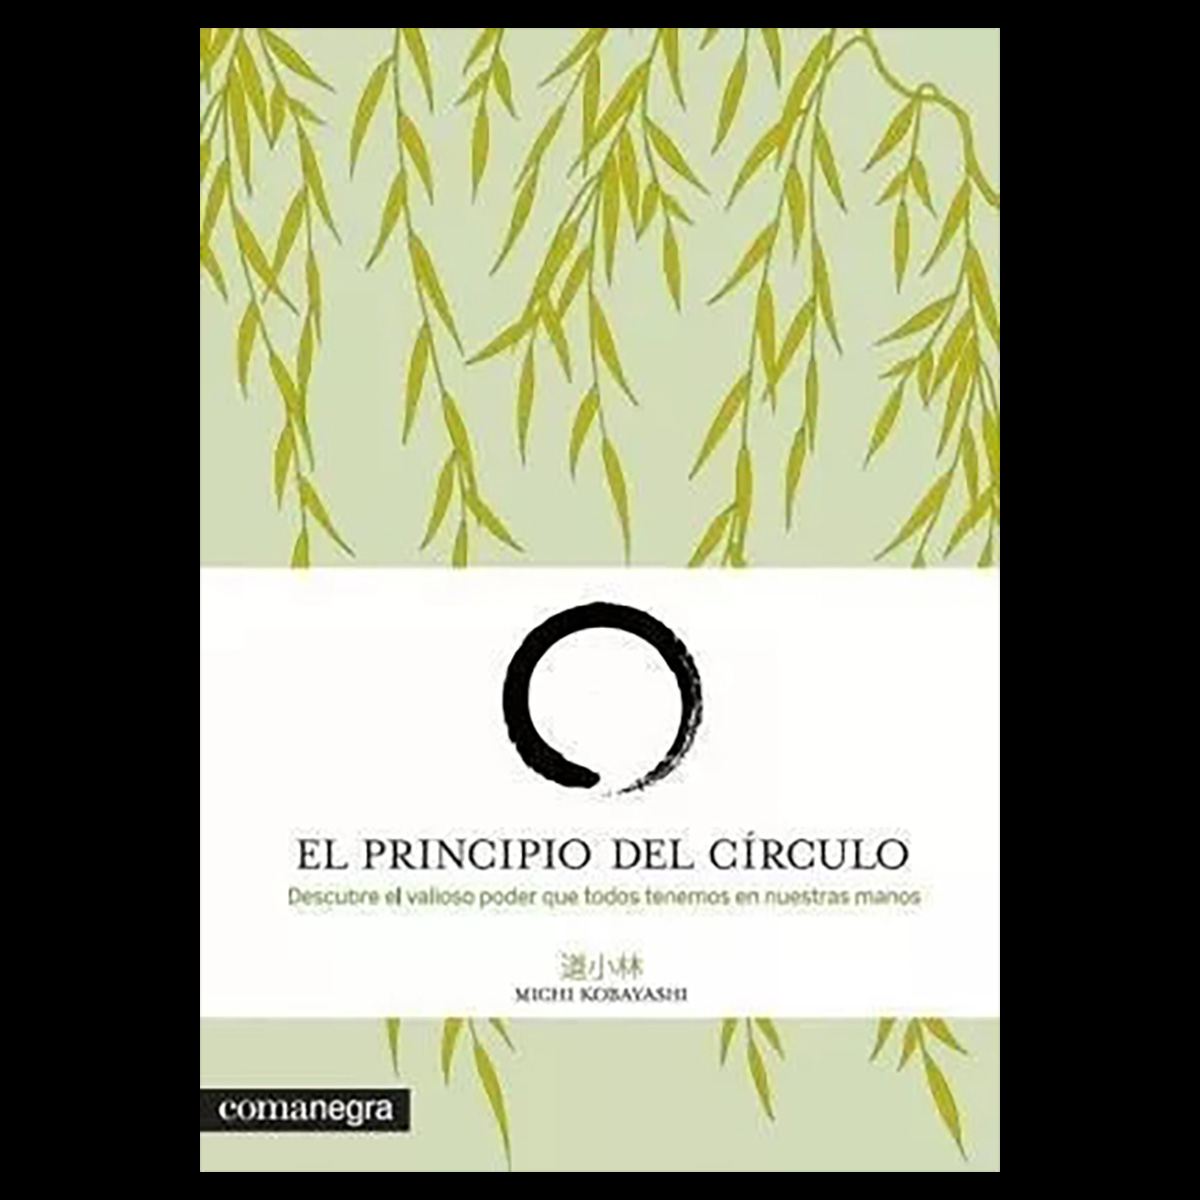 EL PRINCIPIO DEL CÍRCULO
Descubre el valioso poder que todos tenemos en nuestras manos
道小林
MICHI KOBAYASHI
comanegra